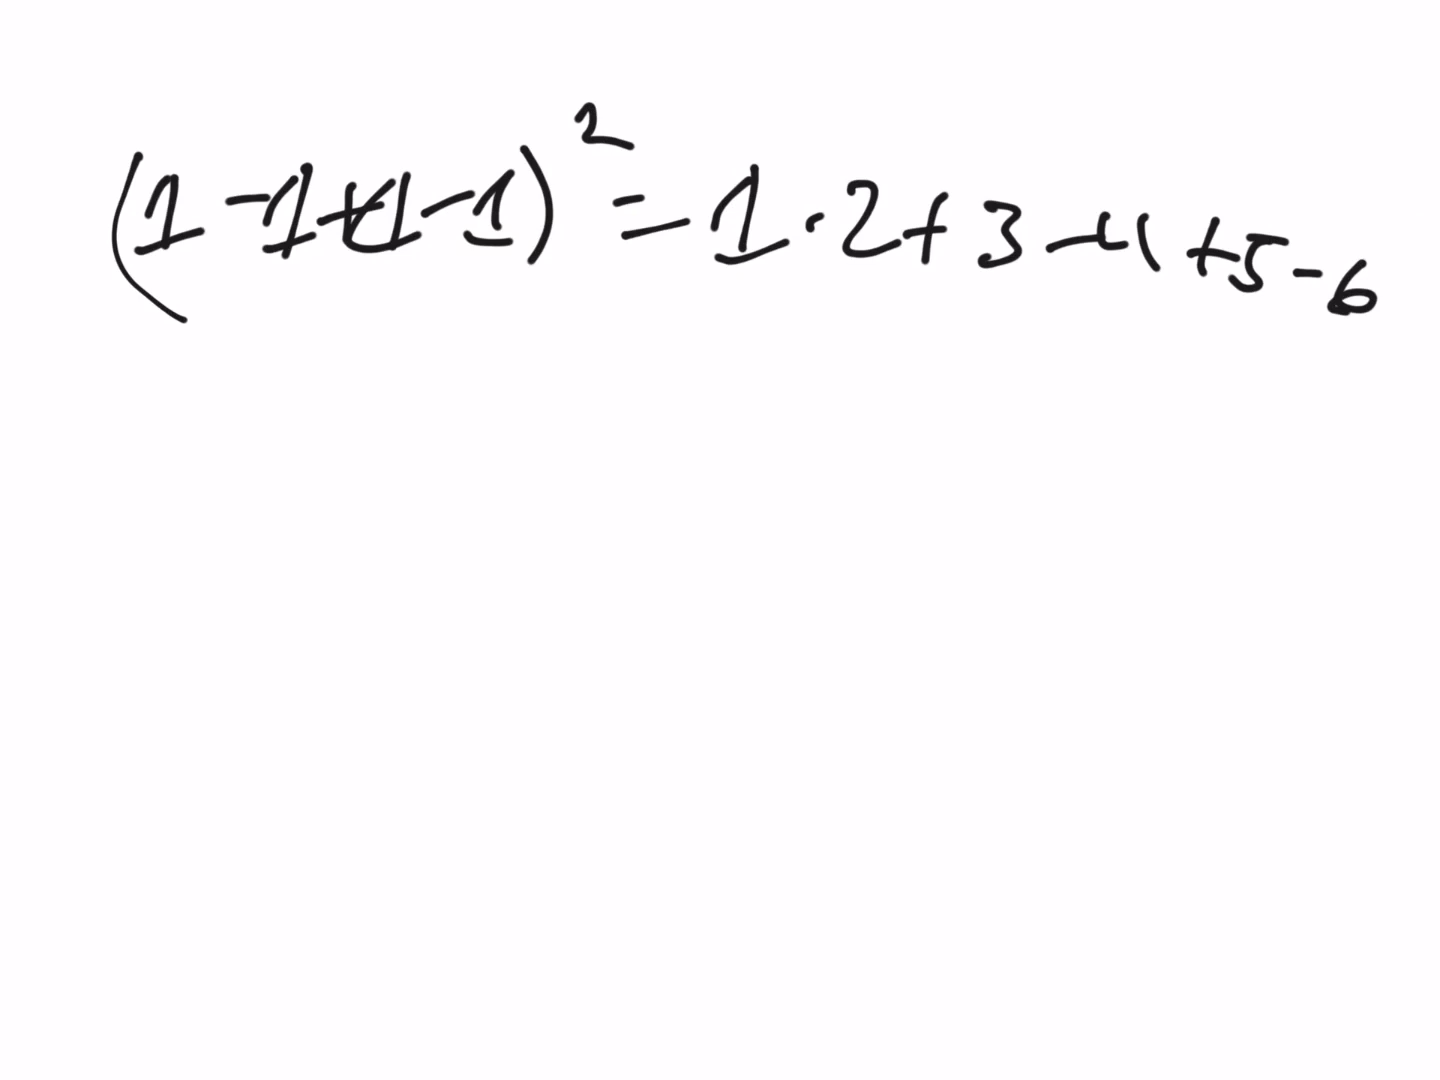 (1-1+1-1)² = 1·2+3-4+5-6